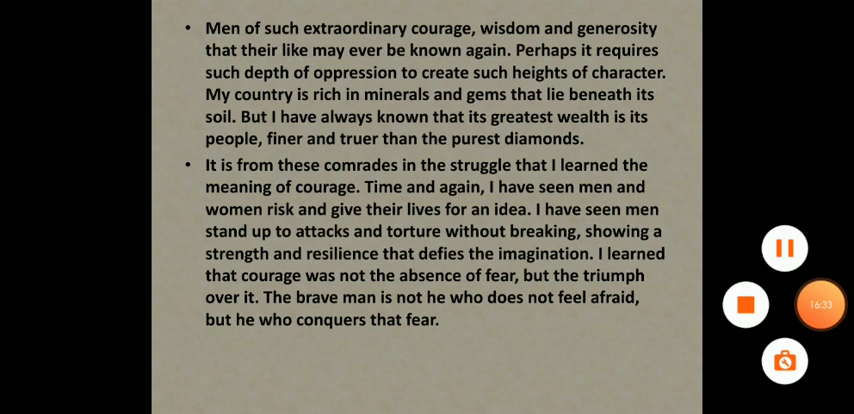 • Men of such extraordinary courage, wisdom and generosity
that their like may ever be known again. Perhaps it requires
such depth of oppression to create such heights of character.
My country is rich in minerals and gems that lie beneath its
soil. But I have always known that its greatest wealth is its
people, finer and truer than the purest diamonds.
• It is from these comrades in the struggle that I learned the
meaning of courage. Time and again, I have seen men and
women risk and give their lives for an idea. I have seen men
stand up to attacks and torture without breaking, showing a
strength and resilience that defies the imagination. I learned
that courage was not the absence of fear, but the triumph
over it. The brave man is not he who does not feel afraid,
but he who conquers that fear.
16:33